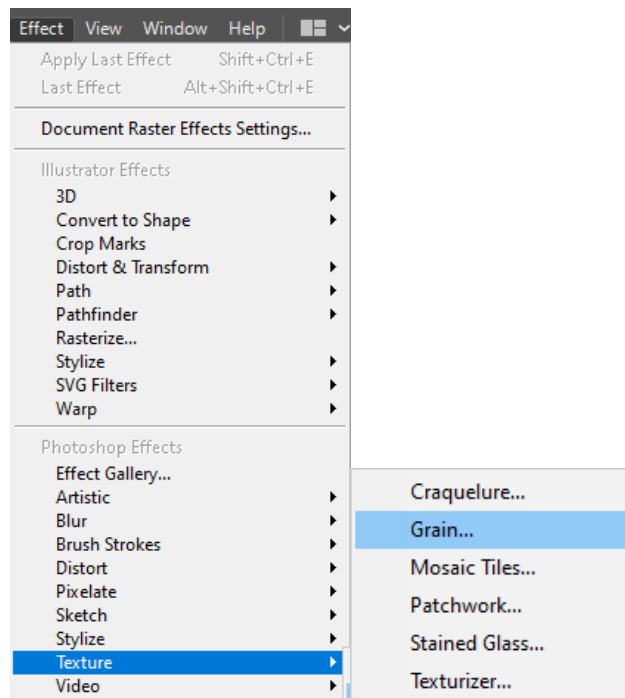 Effect View Window Help
Apply Last Effect Shift+Ctrl+E
Last Effect Alt+Shift+Ctrl+E
Document Raster Effects Settings...
Illustrator Effects
3D
Convert to Shape
Crop Marks
Distort & Transform
Path
Pathfinder
Rasterize...
Stylize
SVG Filters
Warp
Photoshop Effects
Effect Gallery...
Artistic
Blur
Brush Strokes
Distort
Pixelate
Sketch
Stylize
Texture
Video
Craquelure...
Grain...
Mosaic Tiles...
Patchwork...
Stained Glass...
Texturizer...